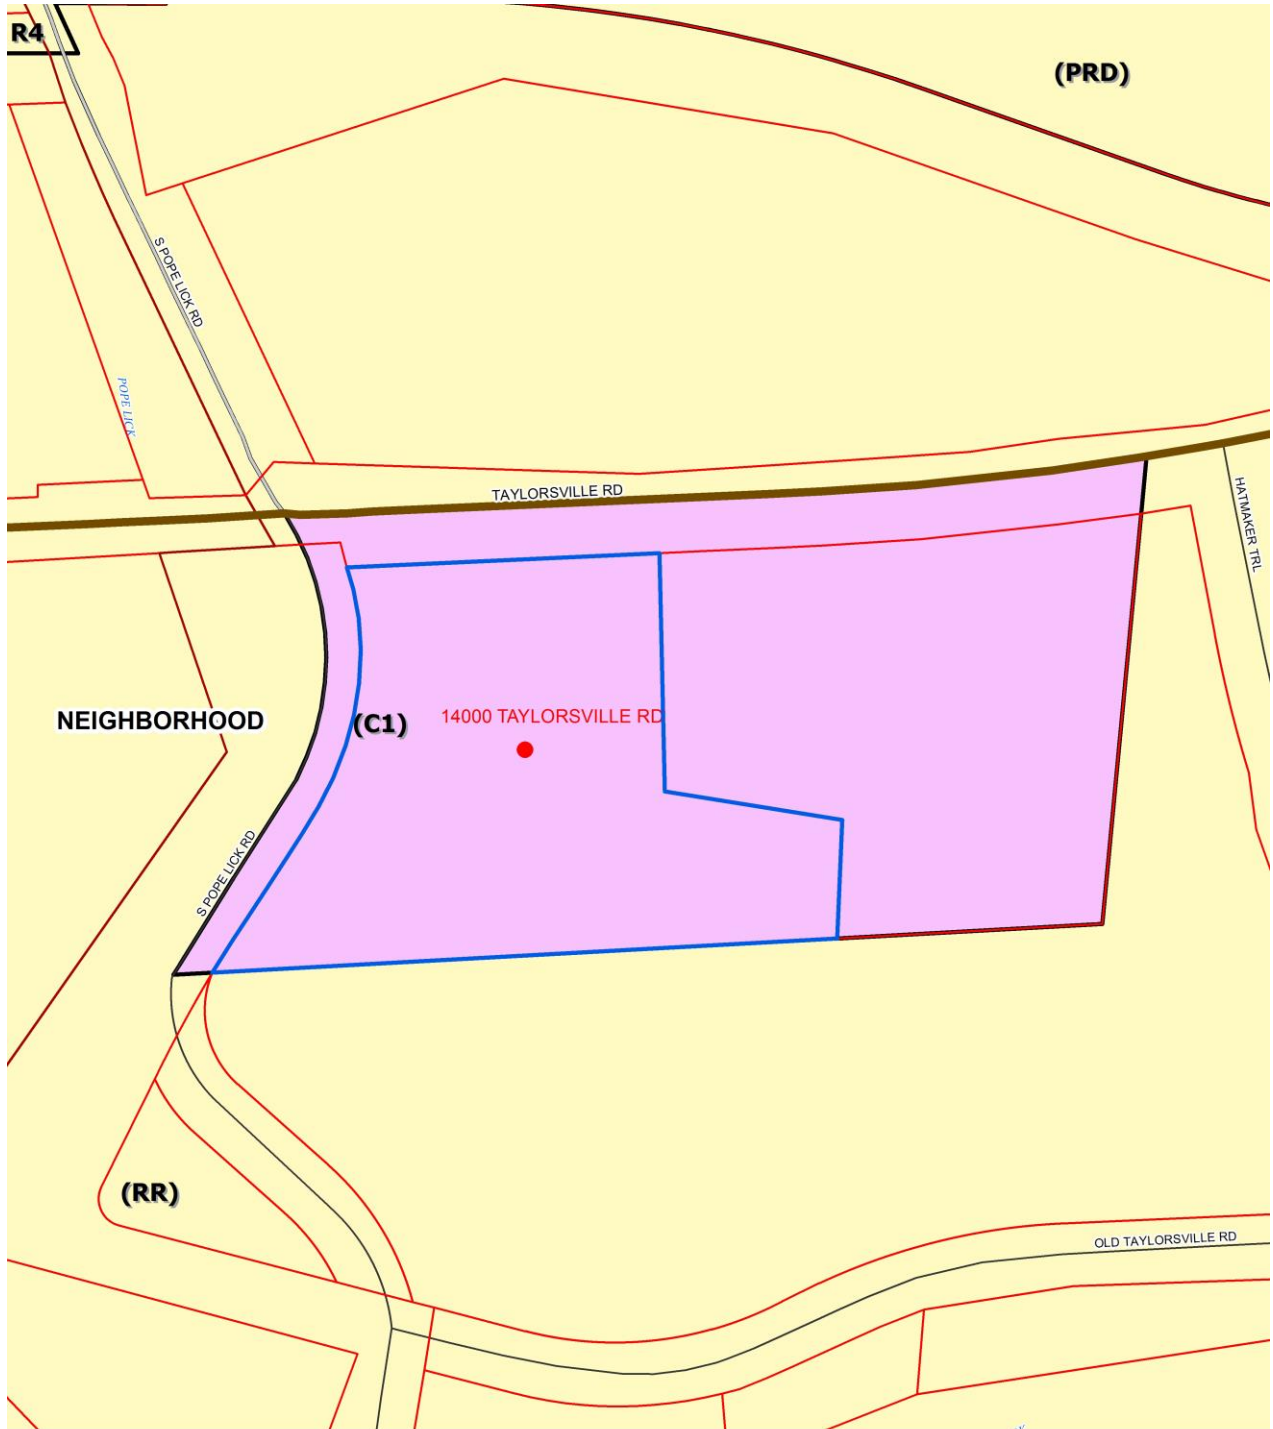 R4
(PRD)
S POPE LICK RD
POPE LICK
TAYLORSVILLE RD
HATMAKER TRL
NEIGHBORHOOD
(C1)
14000 TAYLORSVILLE RD
S POPE LICK RD
(RR)
OLD TAYLORSVILLE RD